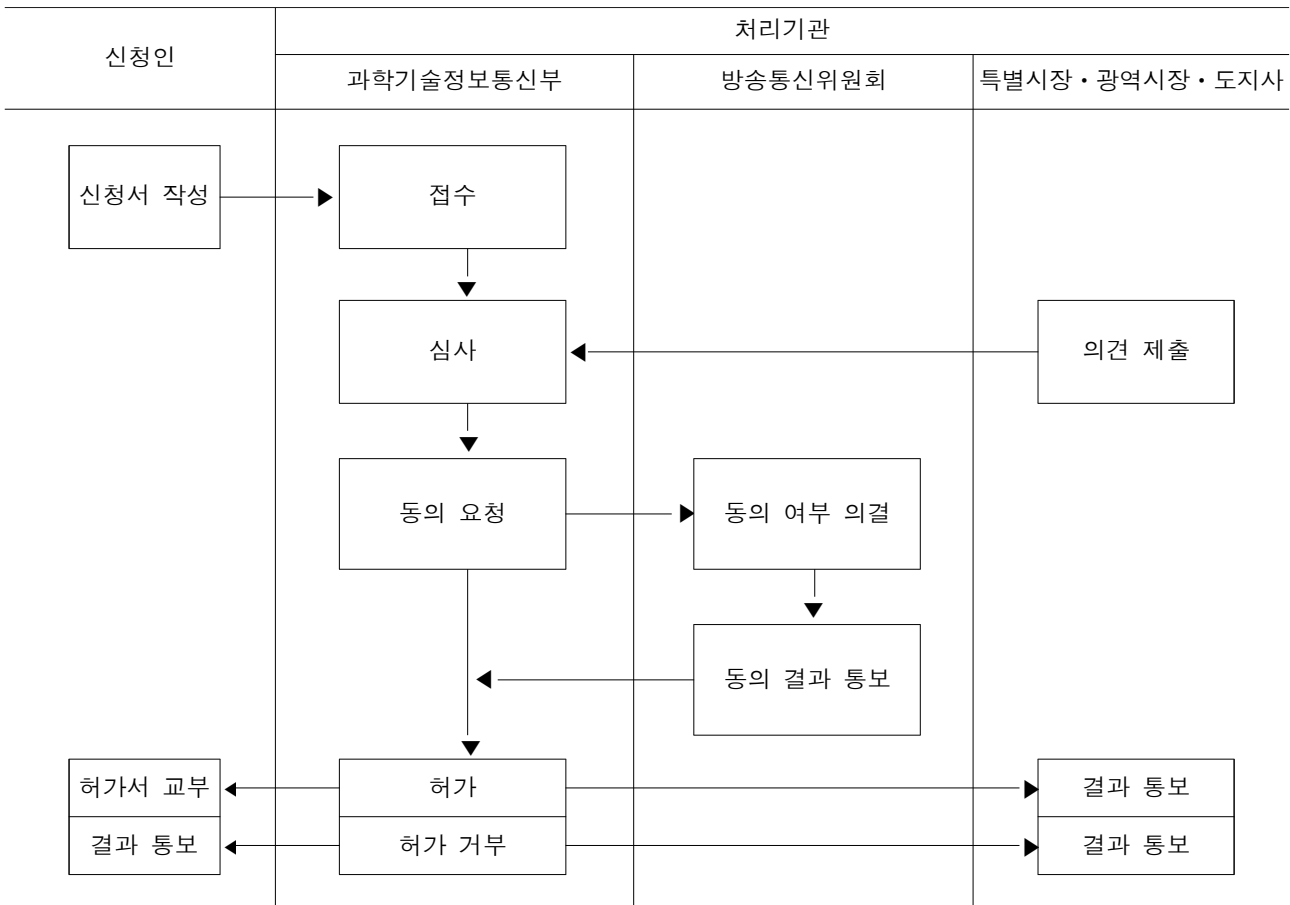 신청인
처리기관
과학기술정보통신부
방송통신위원회
특별시장・광역시장・도지사
신청서 작성
접수
심사
의견 제출
동의 요청
동의 여부 의결
동의 결과 통보
허가서 교부
허가
결과 통보
결과 통보
허가 거부
결과 통보